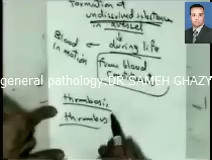 Formation of
undissolved substance
in a vessel
Blood
in motion
during life
From blood
general pathology:DR SAMEH GHAZY
thrombosis
thrombus